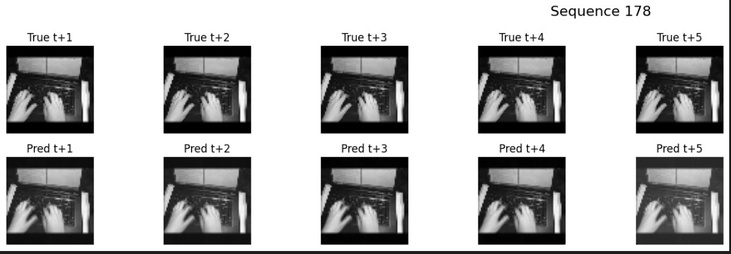 Sequence 178
True t+1 True t+2 True t+3 True t+4 True t+5
Pred t+1 Pred t+2 Pred t+3 Pred t+4 Pred t+5